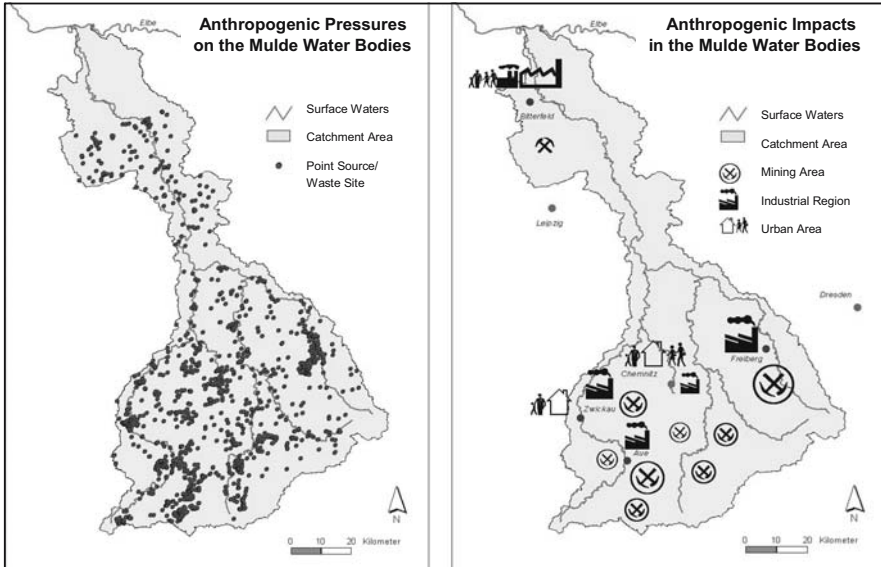 Elbe
Anthropogenic Pressures
on the Mulde Water Bodies
Surface Waters
Catchment Area
Point Source/
Waste Site
N
0 10 20 Kilometer
Elbe
Anthropogenic Impacts
in the Mulde Water Bodies
Bitterfeld
Surface Waters
Catchment Area
Mining Area
Industrial Region
Urban Area
Leipzig
Dresden
Freiberg
Chemnitz
Zwickau
Aue
N
0 10 20 Kilometer